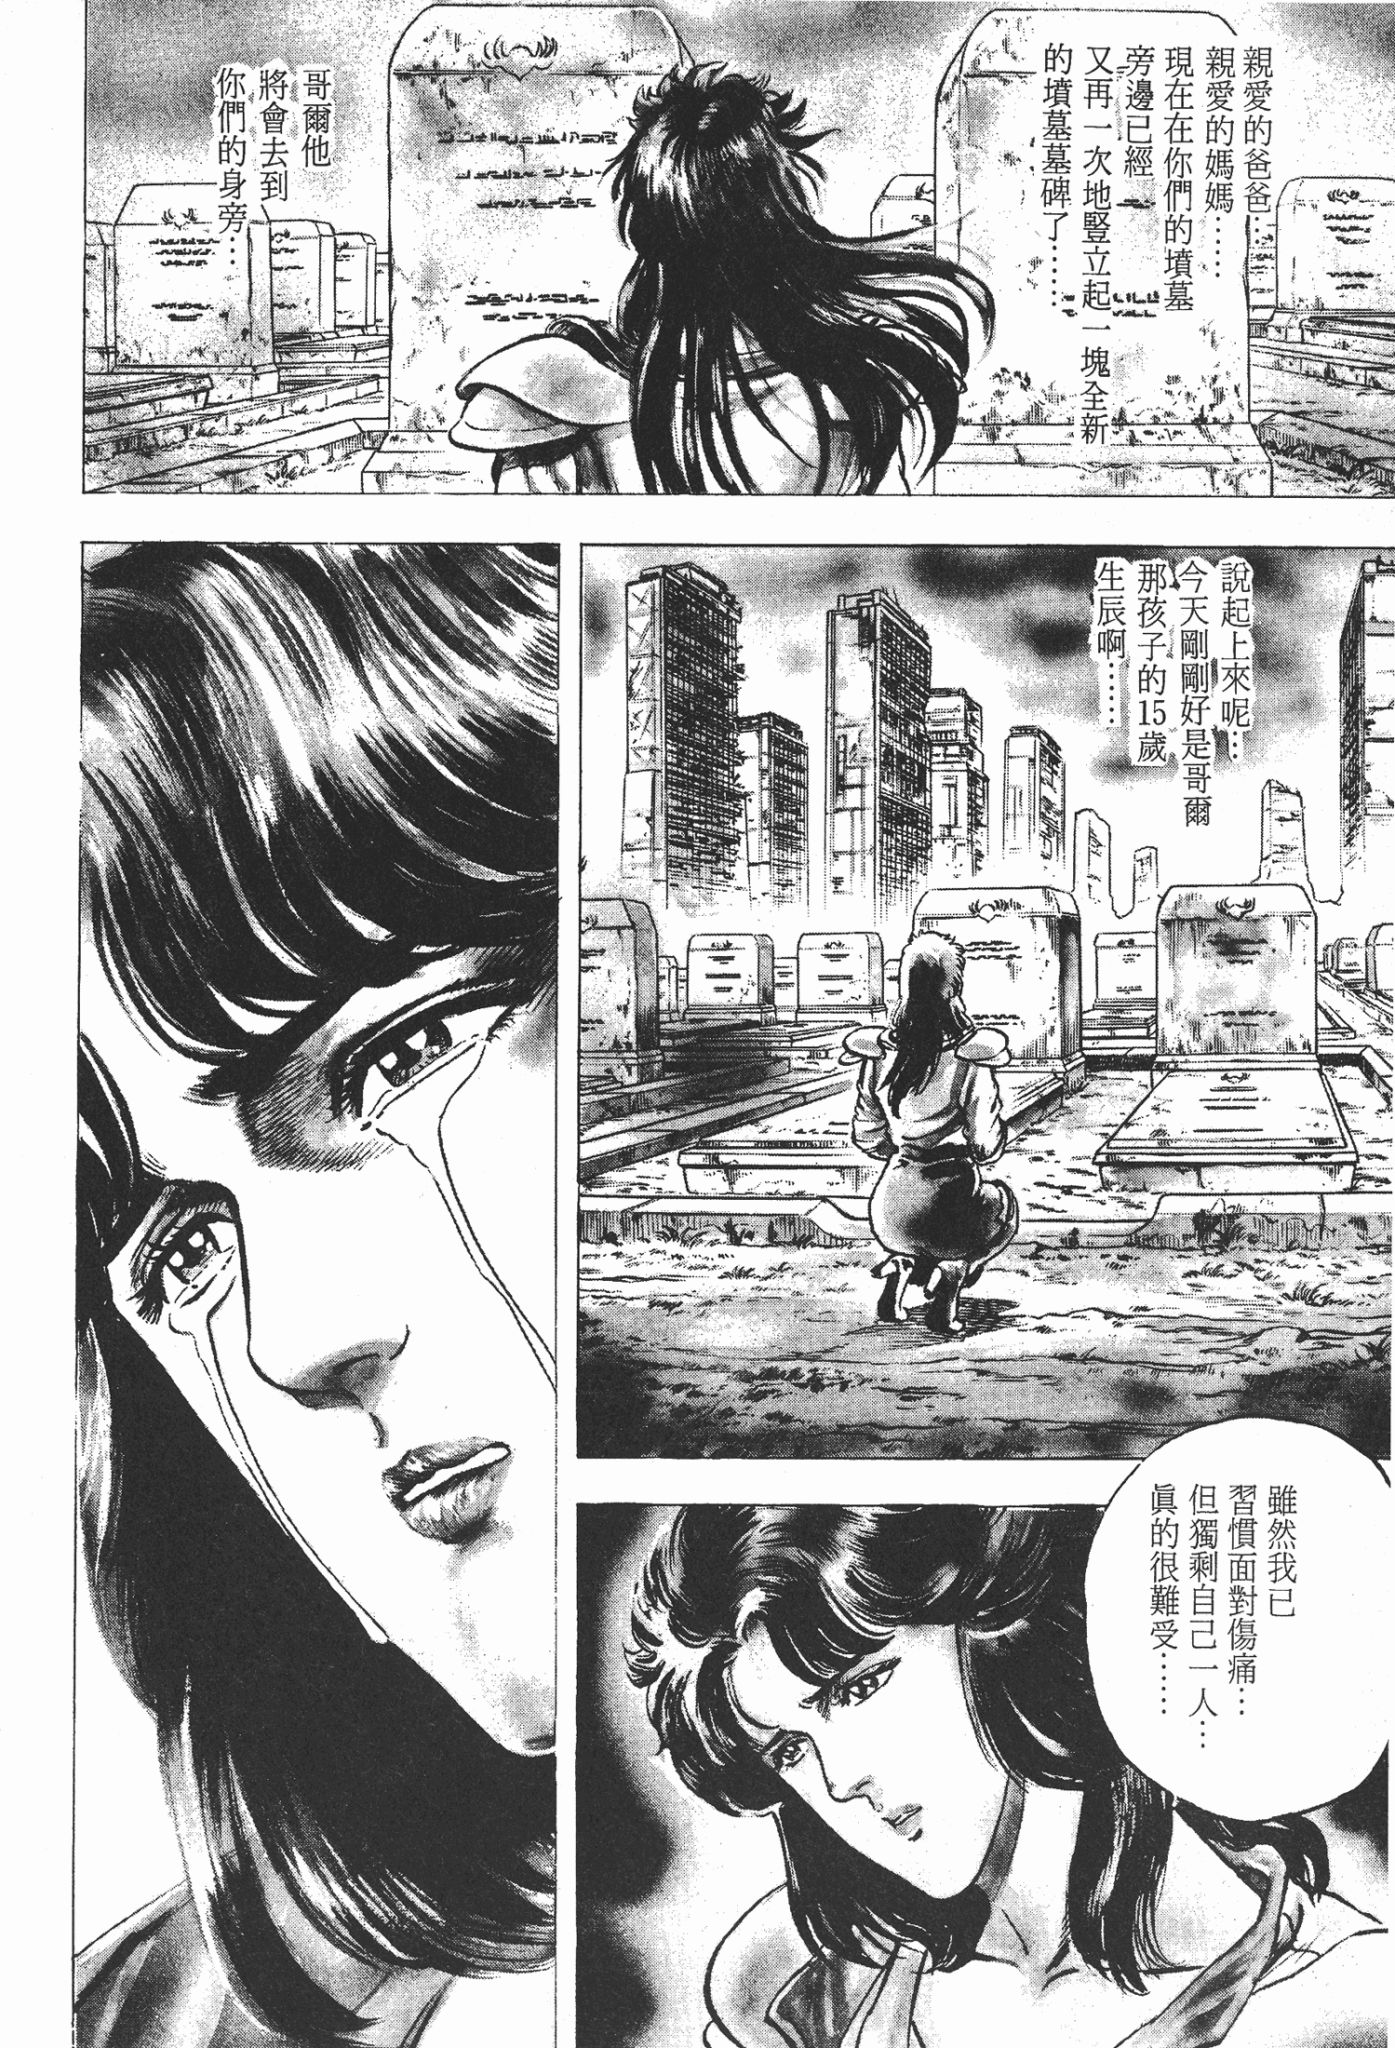 親愛的爸爸…
親愛的媽媽……
現在在你們的墳墓
旁邊已經
又再一次地豎立起一塊全新
的墳墓墓碑了……
哥爾他
將會去到
你們的身旁…
說起上來呢…
今天剛剛好是哥爾
那孩子的15歲
生辰啊……
雖然我已
習慣面對傷痛…
但獨剩自己一人…
眞的很難受……